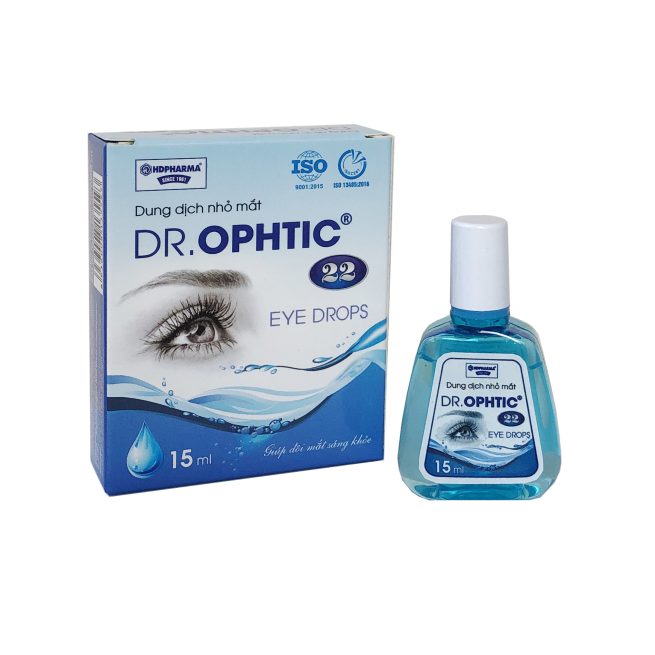 HDPHARMA
SINCE 1961
ISO
9001:2015
ISO 13485:2016
Dung dịch nhỏ mắt
DR.OPHTIC®
22
EYE DROPS
15 ml
Giúp đôi mắt sáng khỏe
HDPHARMA
Dung dịch nhỏ mắt
DR.OPHTIC®
22
EYE DROPS
15 ml